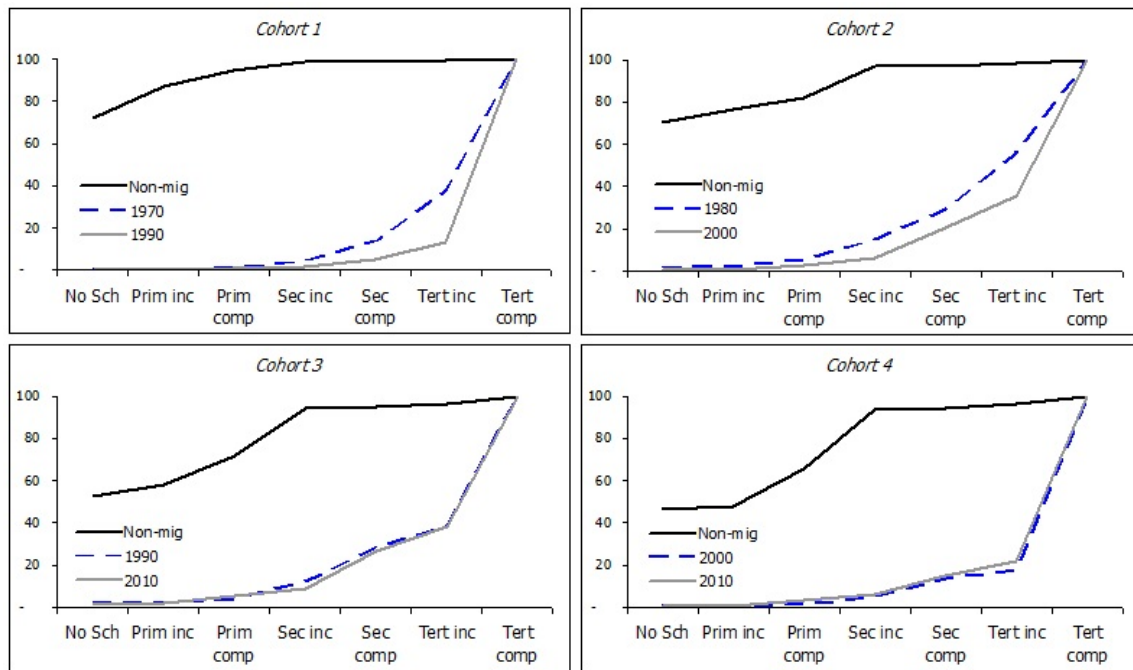 Cohort 1
100
80
60
40
20
-
Non-mig
1970
1990
No Sch Prim inc Prim comp Sec inc Sec comp Tert inc Tert comp
Cohort 2
100
80
60
40
20
-
Non-mig
1980
2000
No Sch Prim inc Prim comp Sec inc Sec comp Tert inc Tert comp
Cohort 3
100
80
60
40
20
-
Non-mig
1990
2010
No Sch Prim inc Prim comp Sec inc Sec comp Tert inc Tert comp
Cohort 4
100
80
60
40
20
-
Non-mig
2000
2010
No Sch Prim inc Prim comp Sec inc Sec comp Tert inc Tert comp